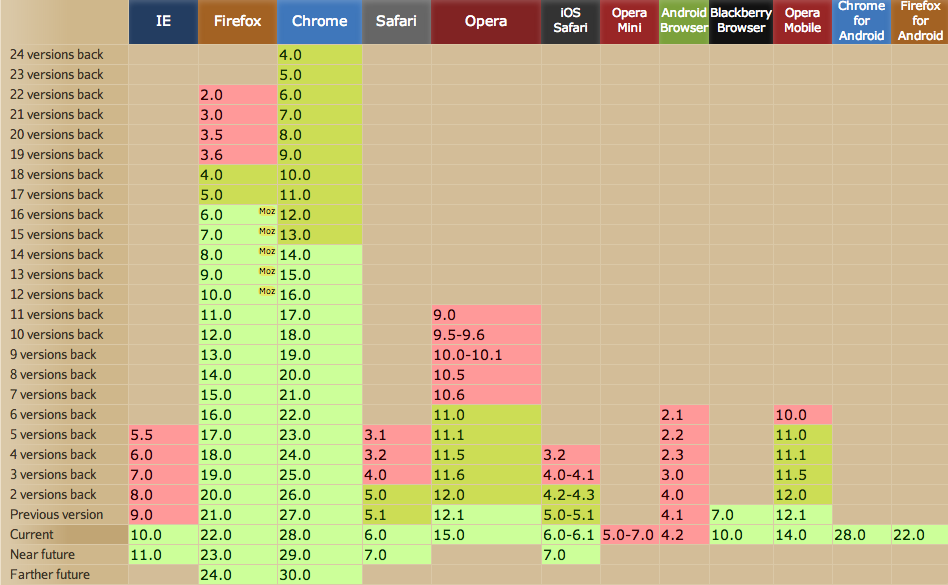 IE Firefox Chrome Safari Opera iOS Safari Opera Mini Android Browser Blackberry Browser Opera Mobile Chrome for Android Firefox for Android
24 versions back 4.0
23 versions back 5.0
22 versions back 2.0 6.0
21 versions back 3.0 7.0
20 versions back 3.5 8.0
19 versions back 3.6 9.0
18 versions back 4.0 10.0
17 versions back 5.0 11.0
16 versions back 6.0 Moz 12.0
15 versions back 7.0 Moz 13.0
14 versions back 8.0 Moz 14.0
13 versions back 9.0 Moz 15.0
12 versions back 10.0 Moz 16.0
11 versions back 11.0 17.0 9.0
10 versions back 12.0 18.0 9.5-9.6
9 versions back 13.0 19.0 10.0-10.1
8 versions back 14.0 20.0 10.5
7 versions back 15.0 21.0 10.6
6 versions back 16.0 22.0 11.0 2.1 10.0
5 versions back 5.5 17.0 23.0 3.1 11.1 2.2 11.0
4 versions back 6.0 18.0 24.0 3.2 11.5 3.2 2.3 11.1
3 versions back 7.0 19.0 25.0 4.0 11.6 4.0-4.1 3.0 11.5
2 versions back 8.0 20.0 26.0 5.0 12.0 4.2-4.3 4.0 12.0
Previous version 9.0 21.0 27.0 5.1 12.1 5.0-5.1 4.1 7.0 12.1
Current 10.0 22.0 28.0 6.0 15.0 6.0-6.1 5.0-7.0 4.2 10.0 14.0 28.0 22.0
Near future 11.0 23.0 29.0 7.0 7.0
Farther future 24.0 30.0